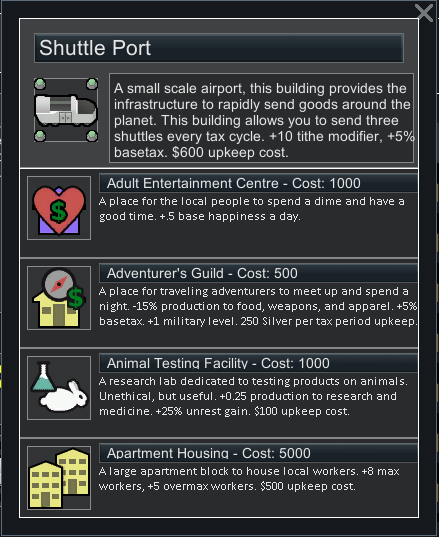 Shuttle Port
A small scale airport, this building provides the
infrastructure to rapidly send goods around the
planet. This building allows you to send three
shuttles every tax cycle. +10 tithe modifier, +5%
basetax. $600 upkeep cost.
Adult Entertainment Centre - Cost: 1000
A place for the local people to spend a dime and have a
good time. +.5 base happiness a day.
$
Adventurer's Guild - Cost: 500
A place for traveling adventurers to meet up and spend a
night. -15% production to food, weapons, and apparel. +5%
basetax. +1 military level. 250 Silver per tax period upkeep.
$
Animal Testing Facility - Cost: 1000
A research lab dedicated to testing products on animals.
Unethical, but useful. +0.25 production to research and
medicine. +25% unrest gain. $100 upkeep cost.
Apartment Housing - Cost: 5000
A large apartment block to house local workers. +8 max
workers, +5 overmax workers. $500 upkeep cost.